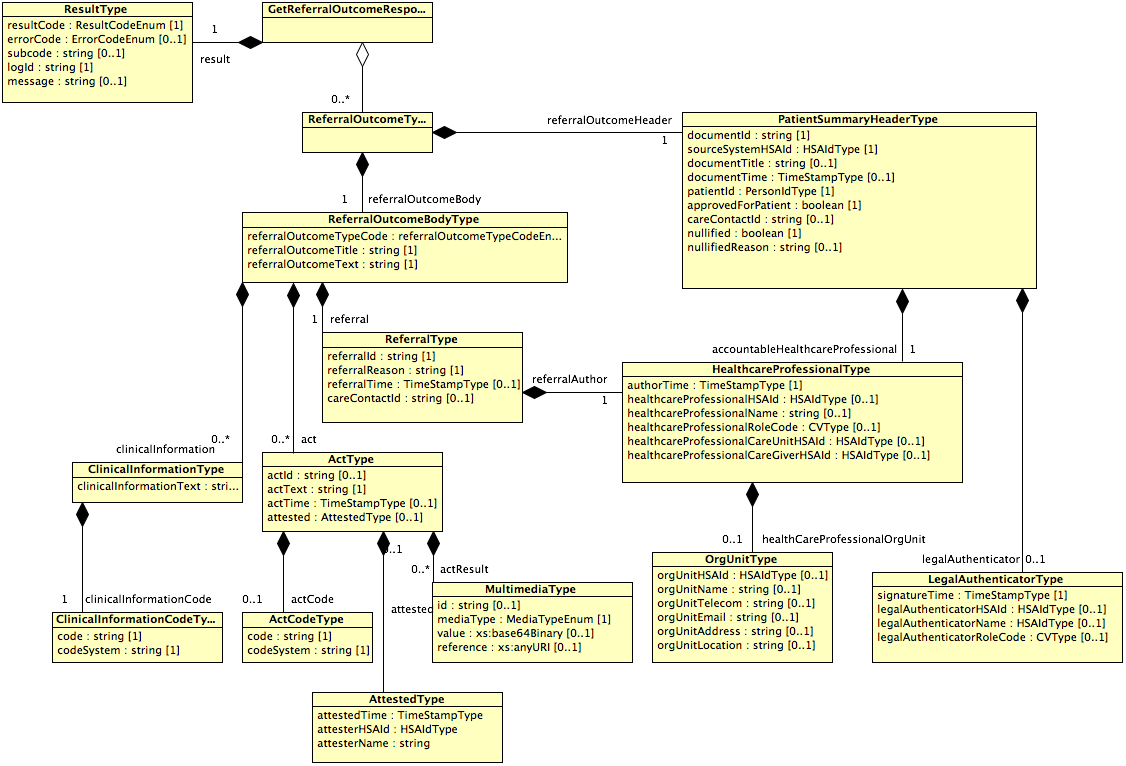 ResultType
resultCode : ResultCodeEnum [1]
errorCode : ErrorCodeEnum [0..1]
subcode : string [0..1]
logId : string [1]
message : string [0..1]
1
result
GetReferralOutcomeRespo...
0..*
ReferralOutcomeTy...
referralOutcomeHeader
1
PatientSummaryHeaderType
documentId : string [1]
sourceSystemHSAId : HSAIdType [1]
documentTitle : string [0..1]
documentTime : TimeStampType [0..1]
patientId : PersonIdType [1]
approvedForPatient : boolean [1]
careContactId : string [0..1]
nullified : boolean [1]
nullifiedReason : string [0..1]
1
referralOutcomeBody
ReferralOutcomeBodyType
referralOutcomeTypeCode : referralOutcomeTypeCodeEn...
referralOutcomeTitle : string [1]
referralOutcomeText : string [1]
1
referral
ReferralType
referralId : string [1]
referralReason : string [1]
referralTime : TimeStampType [0..1]
careContactId : string [0..1]
referralAuthor
1
accountableHealthcareProfessional
1
HealthcareProfessionalType
authorTime : TimeStampType [1]
healthcareProfessionalHSAId : HSAIdType [0..1]
healthcareProfessionalName : string [0..1]
healthcareProfessionalRoleCode : CVType [0..1]
healthcareProfessionalCareUnitHSAId : HSAIdType [0..1]
healthcareProfessionalCareGiverHSAId : HSAIdType [0..1]
0..*
clinicalInformation
0..*
act
ClinicalInformationType
clinicalInformationText : stri...
ActType
actId : string [0..1]
actText : string [1]
actTime : TimeStampType [0..1]
attested : AttestedType [0..1]
0..1
0..*
actResult
0..1
healthCareProfessionalOrgUnit
legalAuthenticator
0..1
1
clinicalInformationCode
0..1
actCode
attested
ClinicalInformationCodeTy...
code : string [1]
codeSystem : string [1]
ActCodeType
code : string [1]
codeSystem : string [1]
MultimediaType
id : string [0..1]
mediaType : MediaTypeEnum [1]
value : xs:base64Binary [0..1]
reference : xs:anyURI [0..1]
OrgUnitType
orgUnitHSAId : HSAIdType [0..1]
orgUnitName : string [0..1]
orgUnitTelecom : string [0..1]
orgUnitEmail : string [0..1]
orgUnitAddress : string [0..1]
orgUnitLocation : string [0..1]
LegalAuthenticatorType
signatureTime : TimeStampType [1]
legalAuthenticatorHSAId : HSAIdType [0..1]
legalAuthenticatorName : HSAIdType [0..1]
legalAuthenticatorRoleCode : CVType [0..1]
AttestedType
attestedTime : TimeStampType
attesterHSAId : HSAIdType
attesterName : string